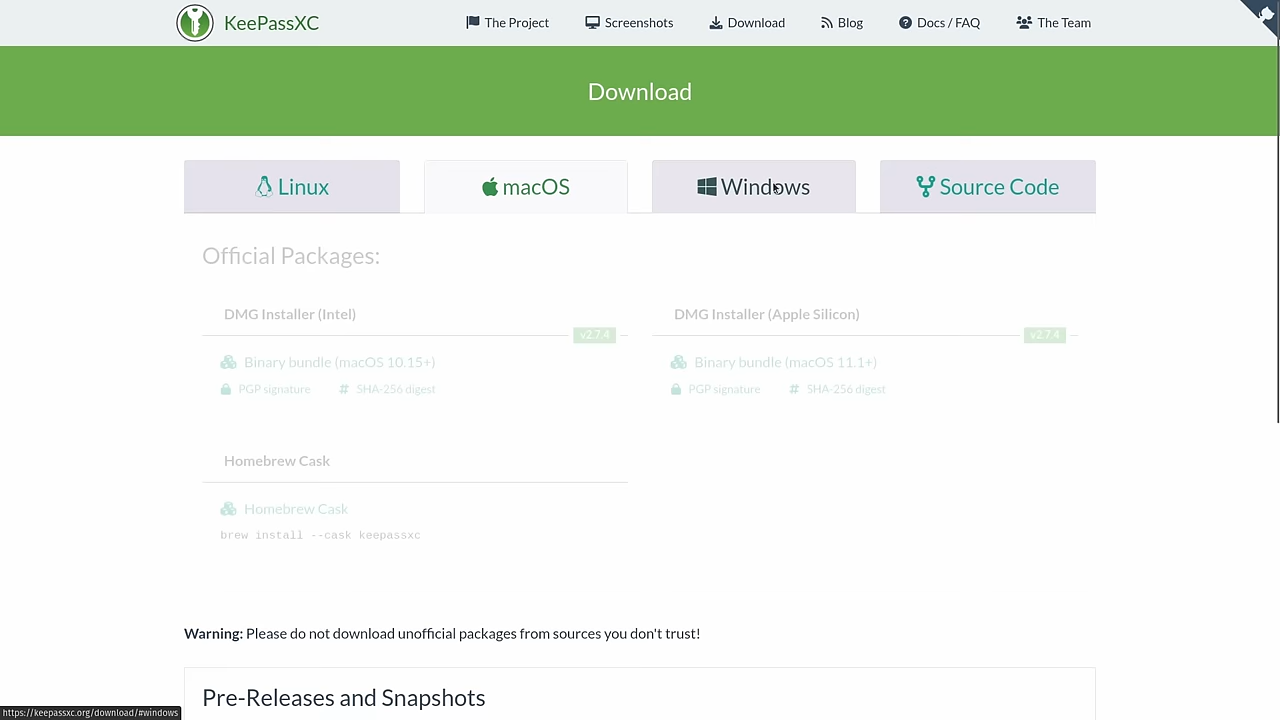 KeePassXC The Project Screenshots Download Blog Docs / FAQ The Team
Download
Linux macOS Windows Source Code
Official Packages:
DMG Installer (Intel) DMG Installer (Apple Silicon)
v2.7.4 v2.7.4
Binary bundle (macOS 10.15+) Binary bundle (macOS 11.1+)
PGP signature # SHA-256 digest PGP signature # SHA-256 digest
Homebrew Cask
Homebrew Cask
brew install --cask keepassxc
Warning: Please do not download unofficial packages from sources you don't trust!
Pre-Releases and Snapshots
https://keepassxc.org/download/#windows